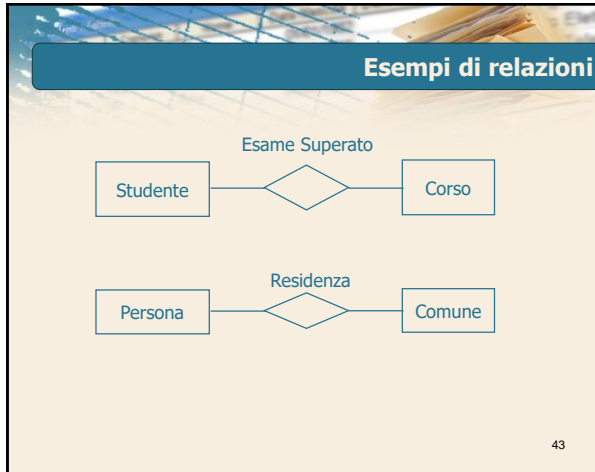 Esempi di relazioni
Esame Superato
Studente
Corso
Residenza
Persona
Comune
43